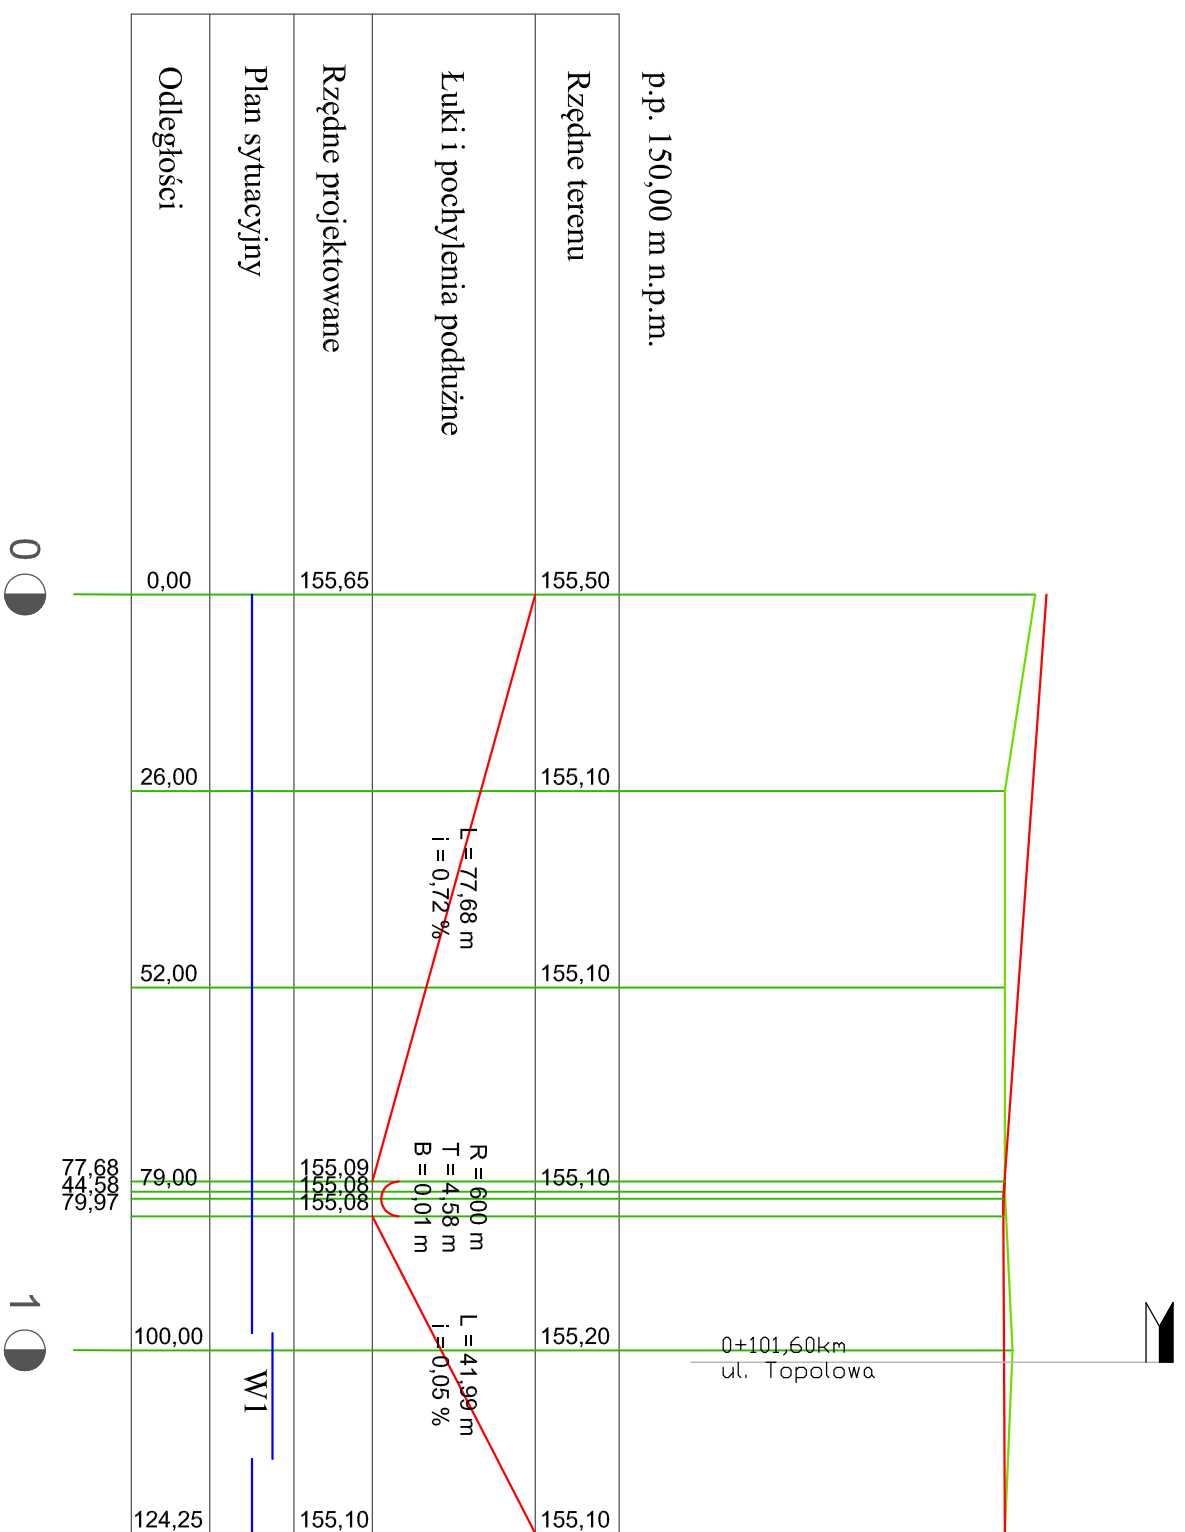 p.p. 150,00 m n.p.m.
Rzędne terenu
Łuki i pochylenia podłużne
Rzędne projektowane
Plan sytuacyjny
Odległości
0
0,00
155,65
155,50
26,00
155,10
L = 77,68 m
i = 0,72 %
52,00
155,10
77,68
44,58
79,97
79,00
155,09
155,08
155,08
R = 600 m
T = 4,58 m
B = 0,01 m
155,10
1
100,00
155,20
L = 41,99 m
i = 0,05 %
W1
0+101,60km
ul. Topolowa
124,25
155,10
155,10